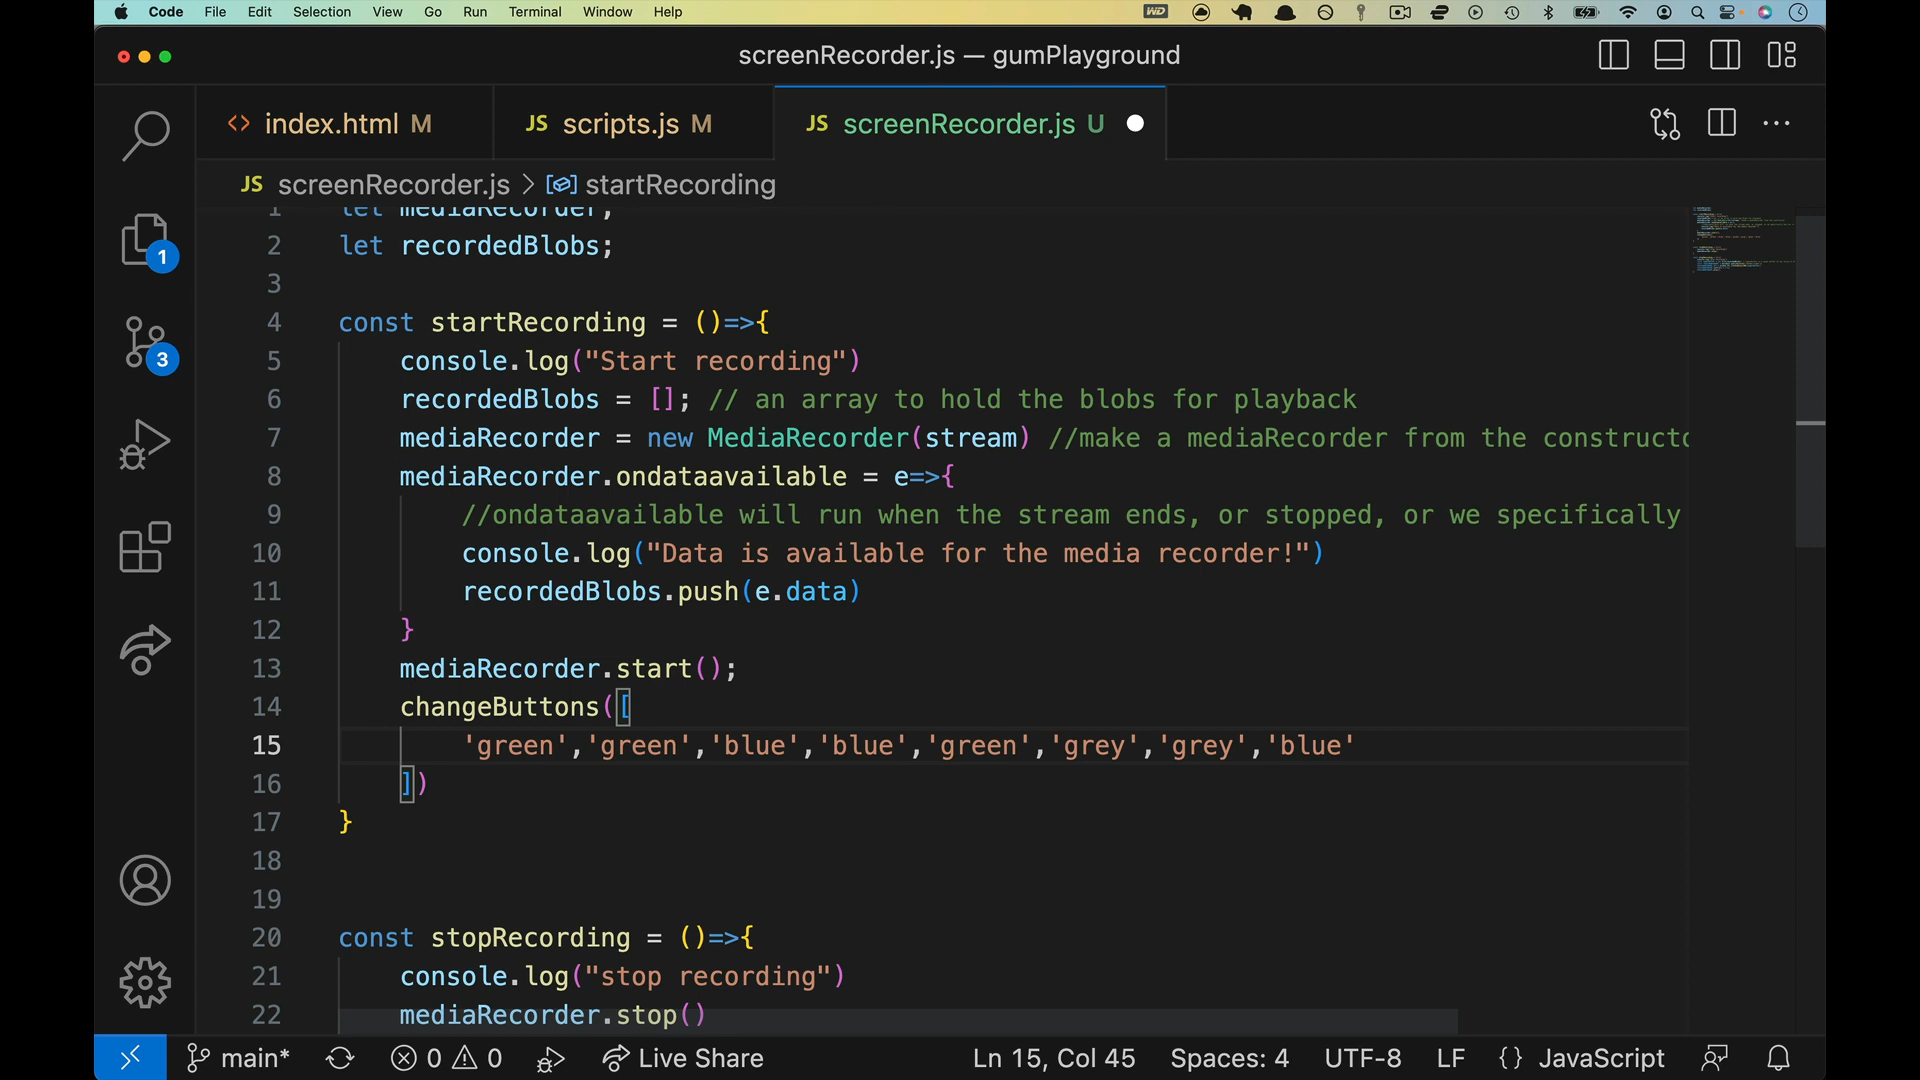 Code File Edit Selection View Go Run Terminal Window Help WD
screenRecorder.js — gumPlayground
<> index.html M JS scripts.js M JS screenRecorder.js U
JS screenRecorder.js > startRecording
1 let mediaRecorder;
2 let recordedBlobs;
3
4 const startRecording = ()=>{
5 console.log("Start recording")
6 recordedBlobs = []; // an array to hold the blobs for playback
7 mediaRecorder = new MediaRecorder(stream) //make a mediaRecorder from the constructo
8 mediaRecorder.ondataavailable = e=>{
9 //ondataavailable will run when the stream ends, or stopped, or we specifically
10 console.log("Data is available for the media recorder!")
11 recordedBlobs.push(e.data)
12 }
13 mediaRecorder.start();
14 changeButtons([
15 'green','green','blue','blue','green','grey','grey','blue'
16 ])
17 }
18
19
20 const stopRecording = ()=>{
21 console.log("stop recording")
22 mediaRecorder.stop()
1
3
main* 0 0 Live Share Ln 15, Col 45 Spaces: 4 UTF-8 LF {} JavaScript